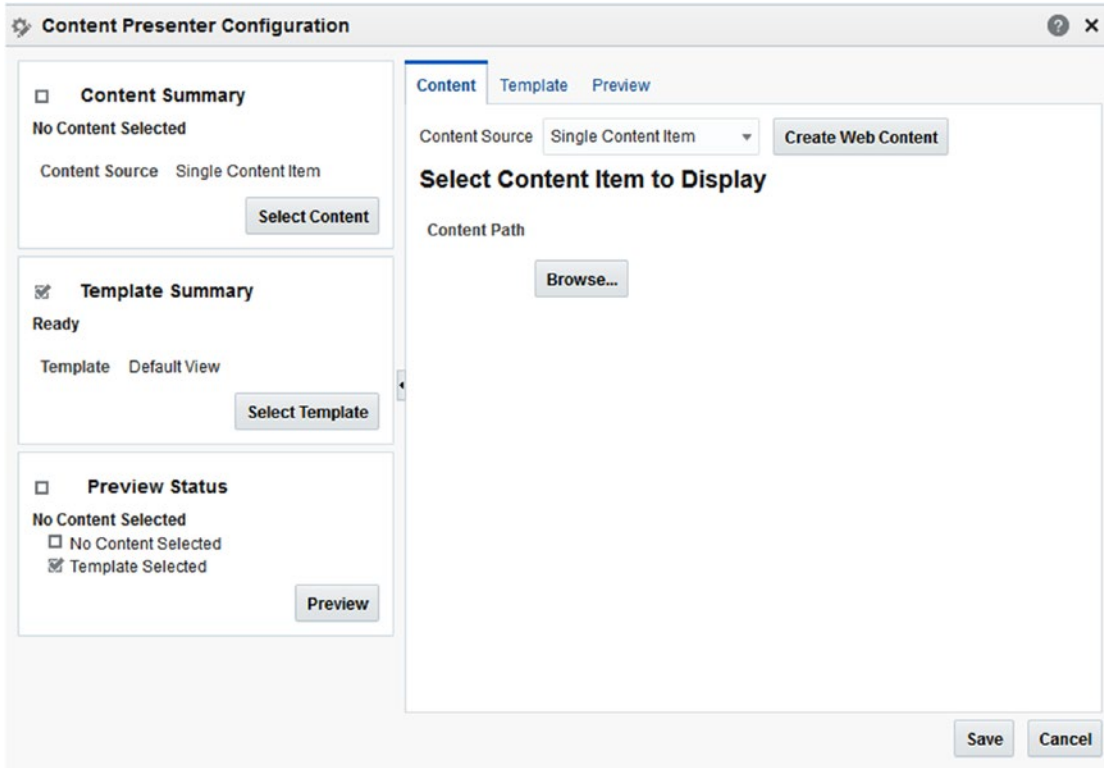 Content Presenter Configuration
Content Summary
No Content Selected
Content Source Single Content Item
Select Content
Template Summary
Ready
Template Default View
Select Template
Preview Status
No Content Selected
No Content Selected
Template Selected
Preview
Content Template Preview
Content Source Single Content Item Create Web Content
Select Content Item to Display
Content Path
Browse...
Save Cancel